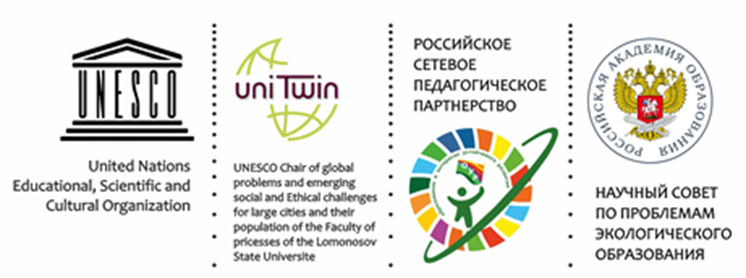 UNESCO
United Nations
Educational, Scientific and
Cultural Organization
uniTwin
UNESCO Chair of global
problems and emerging
social and Ethical challenges
for large cities and their
population of the Faculty of
pricesses of the Lomonosov
State Universite
РОССИЙСКОЕ
СЕТЕВОЕ
ПЕДАГОГИЧЕСКОЕ
ПАРТНЕРСТВО
РОССИЙСКАЯ АКАДЕМИЯ ОБРАЗОВАНИЯ
НАУЧНЫЙ СОВЕТ
ПО ПРОБЛЕМАМ
ЭКОЛОГИЧЕСКОГО
ОБРАЗОВАНИЯ